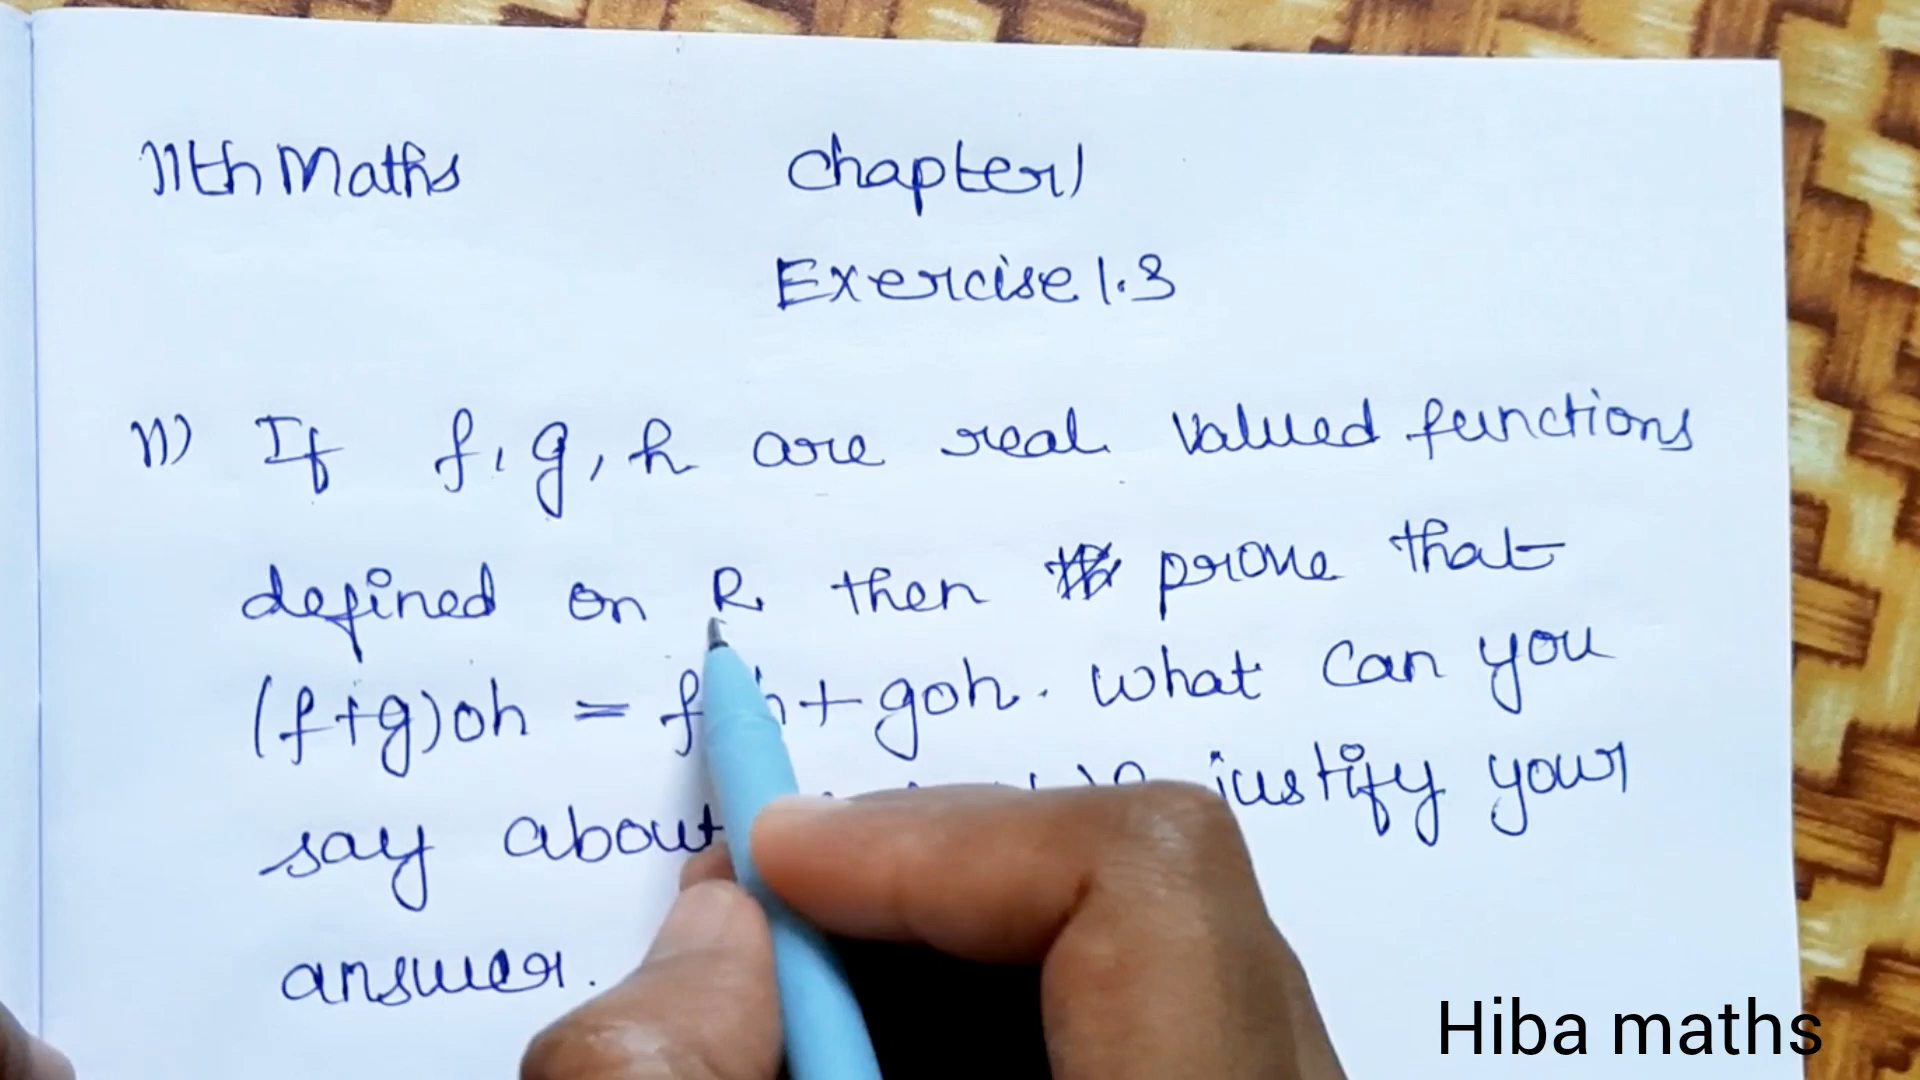 11th Maths
Chapter 1
Exercise 1.3
11) If f, g, h are real valued functions
defined on R then prove that
(f+g)oh = f h + goh. What can you
say about justify your
answer.
Hiba maths